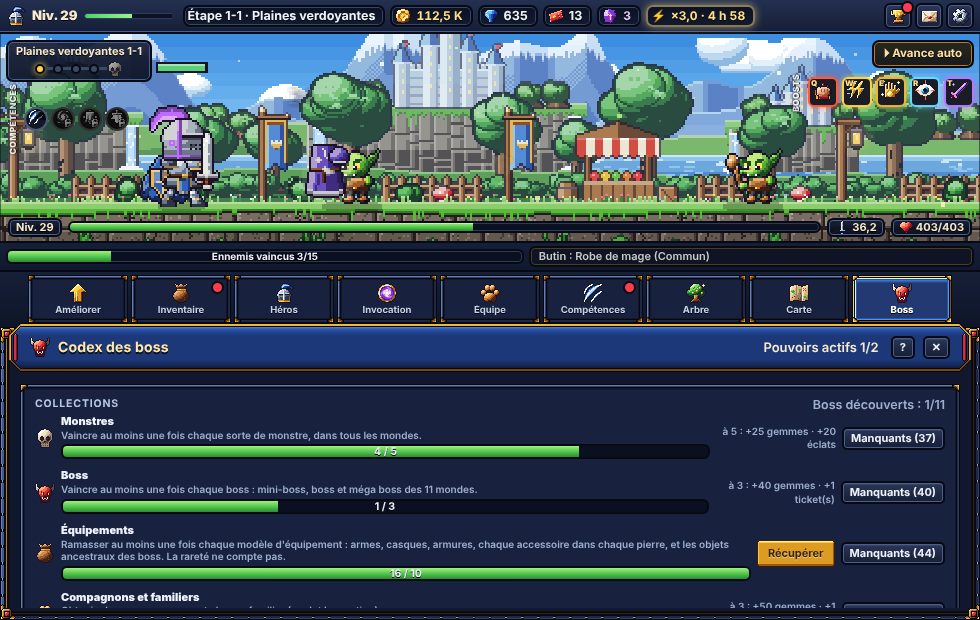 Niv. 29
Étape 1-1 · Plaines verdoyantes
112,5 K
635
13
3
×3,0 · 4 h 58
Plaines verdoyantes 1-1
Avance auto
COMPÉTENCES
BOOSTS
Niv. 29
36,2
403/403
Ennemis vaincus 3/15
Butin : Robe de mage (Commun)
Améliorer
Inventaire
Héros
Invocation
Equipe
Compétences
Arbre
Carte
Boss
Codex des boss
Pouvoirs actifs 1/2
?
×
COLLECTIONS
Boss découverts : 1/11
Monstres
Vaincre au moins une fois chaque sorte de monstre, dans tous les mondes.
4 / 5
à 5 : +25 gemmes · +20
éclats
Manquants (37)
Boss
Vaincre au moins une fois chaque boss : mini-boss, boss et méga boss des 11 mondes.
1 / 3
à 3 : +40 gemmes · +1
ticket(s)
Manquants (40)
Équipements
Ramasser au moins une fois chaque modèle d'équipement : armes, casques, armures, chaque accessoire dans chaque pierre, et les objets
ancestraux des boss. La rareté ne compte pas.
16 / 10
Récupérer
Manquants (44)
Compagnons et familiers
à 3 : +50 gemmes · +1